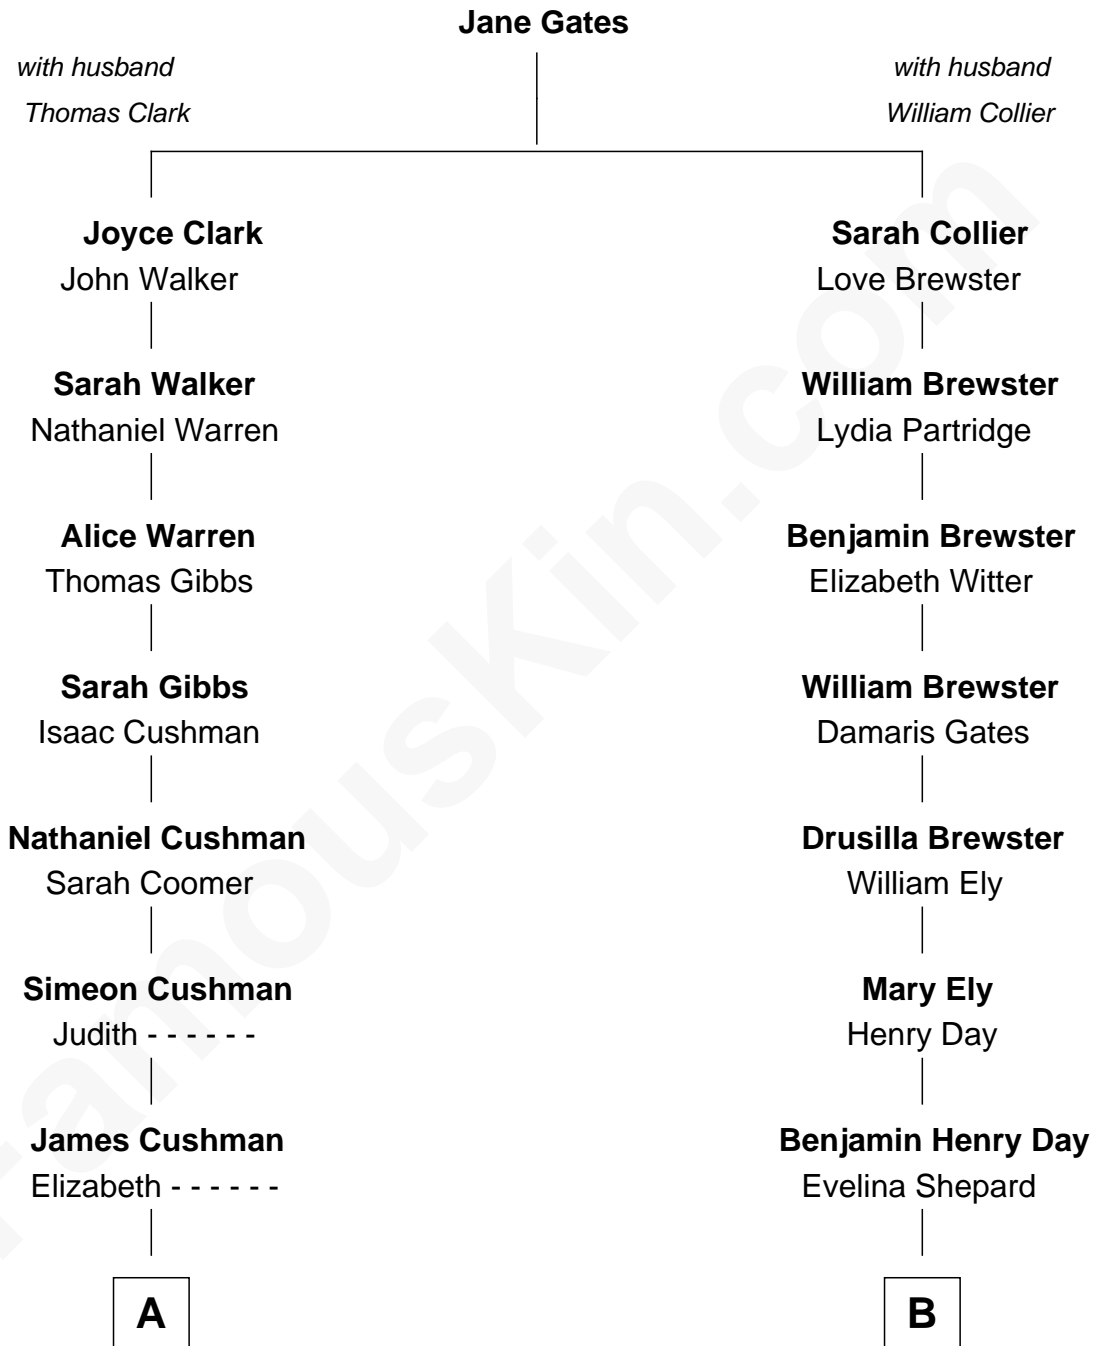 Jane Gates
with husband
Thomas Clark
with husband
William Collier
Joyce Clark
John Walker
Sarah Collier
Love Brewster
Sarah Walker
Nathaniel Warren
William Brewster
Lydia Partridge
Alice Warren
Thomas Gibbs
Benjamin Brewster
Elizabeth Witter
Sarah Gibbs
Isaac Cushman
William Brewster
Damaris Gates
Nathaniel Cushman
Sarah Coomer
Drusilla Brewster
William Ely
Simeon Cushman
Judith - - - - - -
Mary Ely
Henry Day
James Cushman
Elizabeth - - - - - -
Benjamin Henry Day
Evelina Shepard
A
B
FamousKin.com